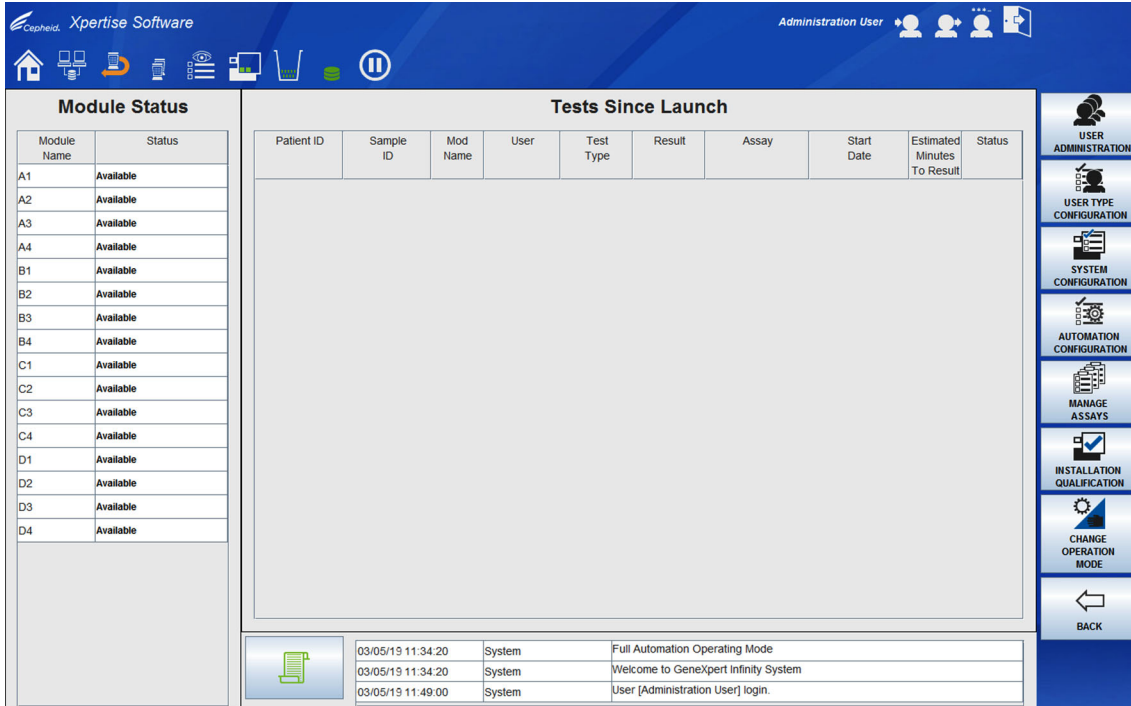 Cepheid. Xpertise Software
Administration User
Module Status
Tests Since Launch
Module Name Status
Patient ID Sample ID Mod Name User Test Type Result Assay Start Date Estimated Minutes To Result Status
A1 Available
A2 Available
A3 Available
A4 Available
B1 Available
B2 Available
B3 Available
B4 Available
C1 Available
C2 Available
C3 Available
C4 Available
D1 Available
D2 Available
D3 Available
D4 Available
USER
ADMINISTRATION
USER TYPE
CONFIGURATION
SYSTEM
CONFIGURATION
AUTOMATION
CONFIGURATION
MANAGE
ASSAYS
INSTALLATION
QUALIFICATION
CHANGE
OPERATION
MODE
BACK
03/05/19 11:34:20 System Full Automation Operating Mode
03/05/19 11:34:20 System Welcome to GeneXpert Infinity System
03/05/19 11:49:00 System User [Administration User] login.